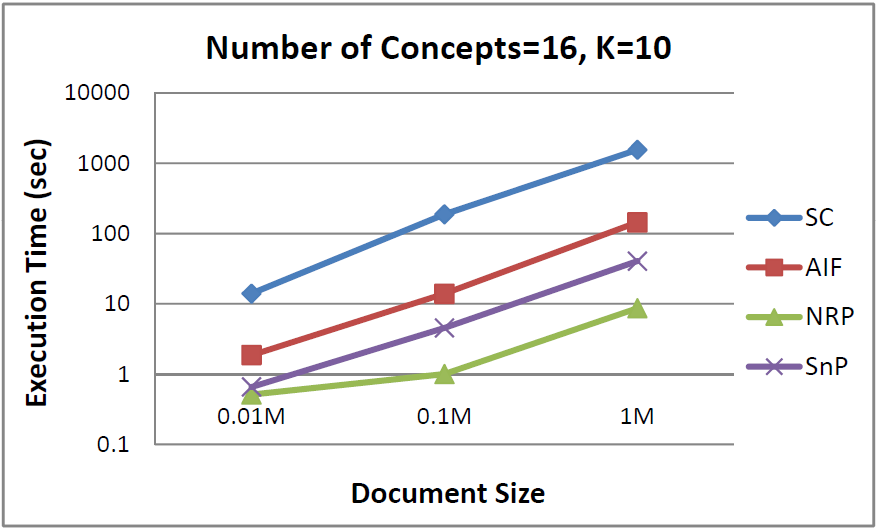 Number of Concepts=16, K=10
Execution Time (sec)
10000
1000
100
10
1
0.1
0.01M 0.1M 1M
Document Size
SC
AIF
NRP
SnP